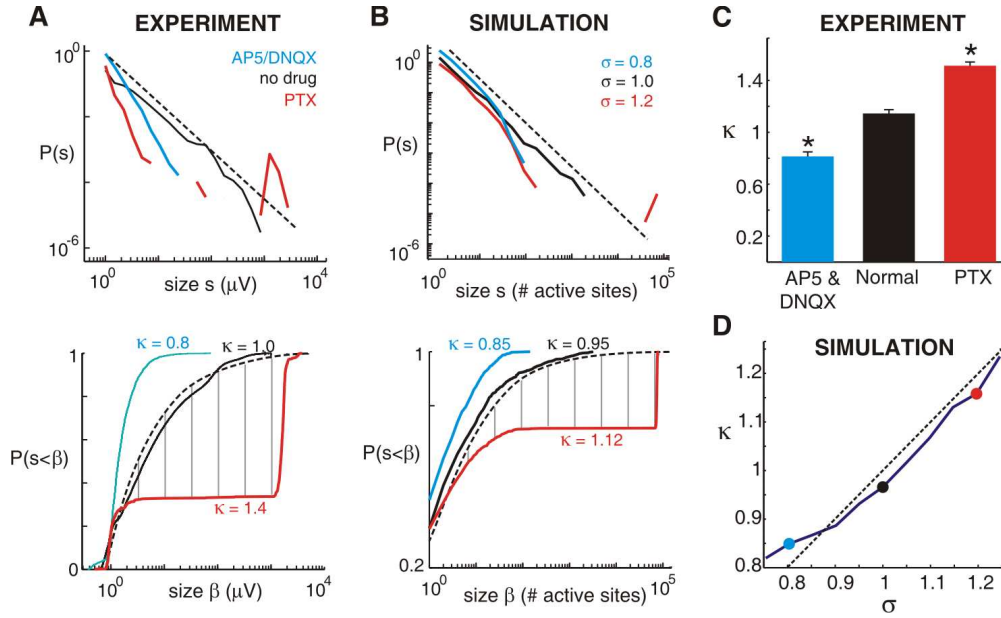 A
EXPERIMENT
10^0
AP5/DNQX
no drug
PTX
P(s)
10^-6
10^0
10^2
10^4
size s (μV)
κ = 0.8
κ = 1.0
1
P(s<β)
κ = 1.4
0
10^0
10^2
10^4
size β (μV)
B
SIMULATION
10^0
σ = 0.8
σ = 1.0
σ = 1.2
P(s)
10^-6
10^0
10^5
size s (# active sites)
κ = 0.85
κ = 0.95
1
P(s<β)
κ = 1.12
0.2
10^0
10^5
size β (# active sites)
C
EXPERIMENT
*
*
1.4
κ
1
0.6
0.2
AP5 &
DNQX
Normal
PTX
D
SIMULATION
1.2
κ
1.1
1
0.9
0.8
0.8
0.9
1
1.1
1.2
σ